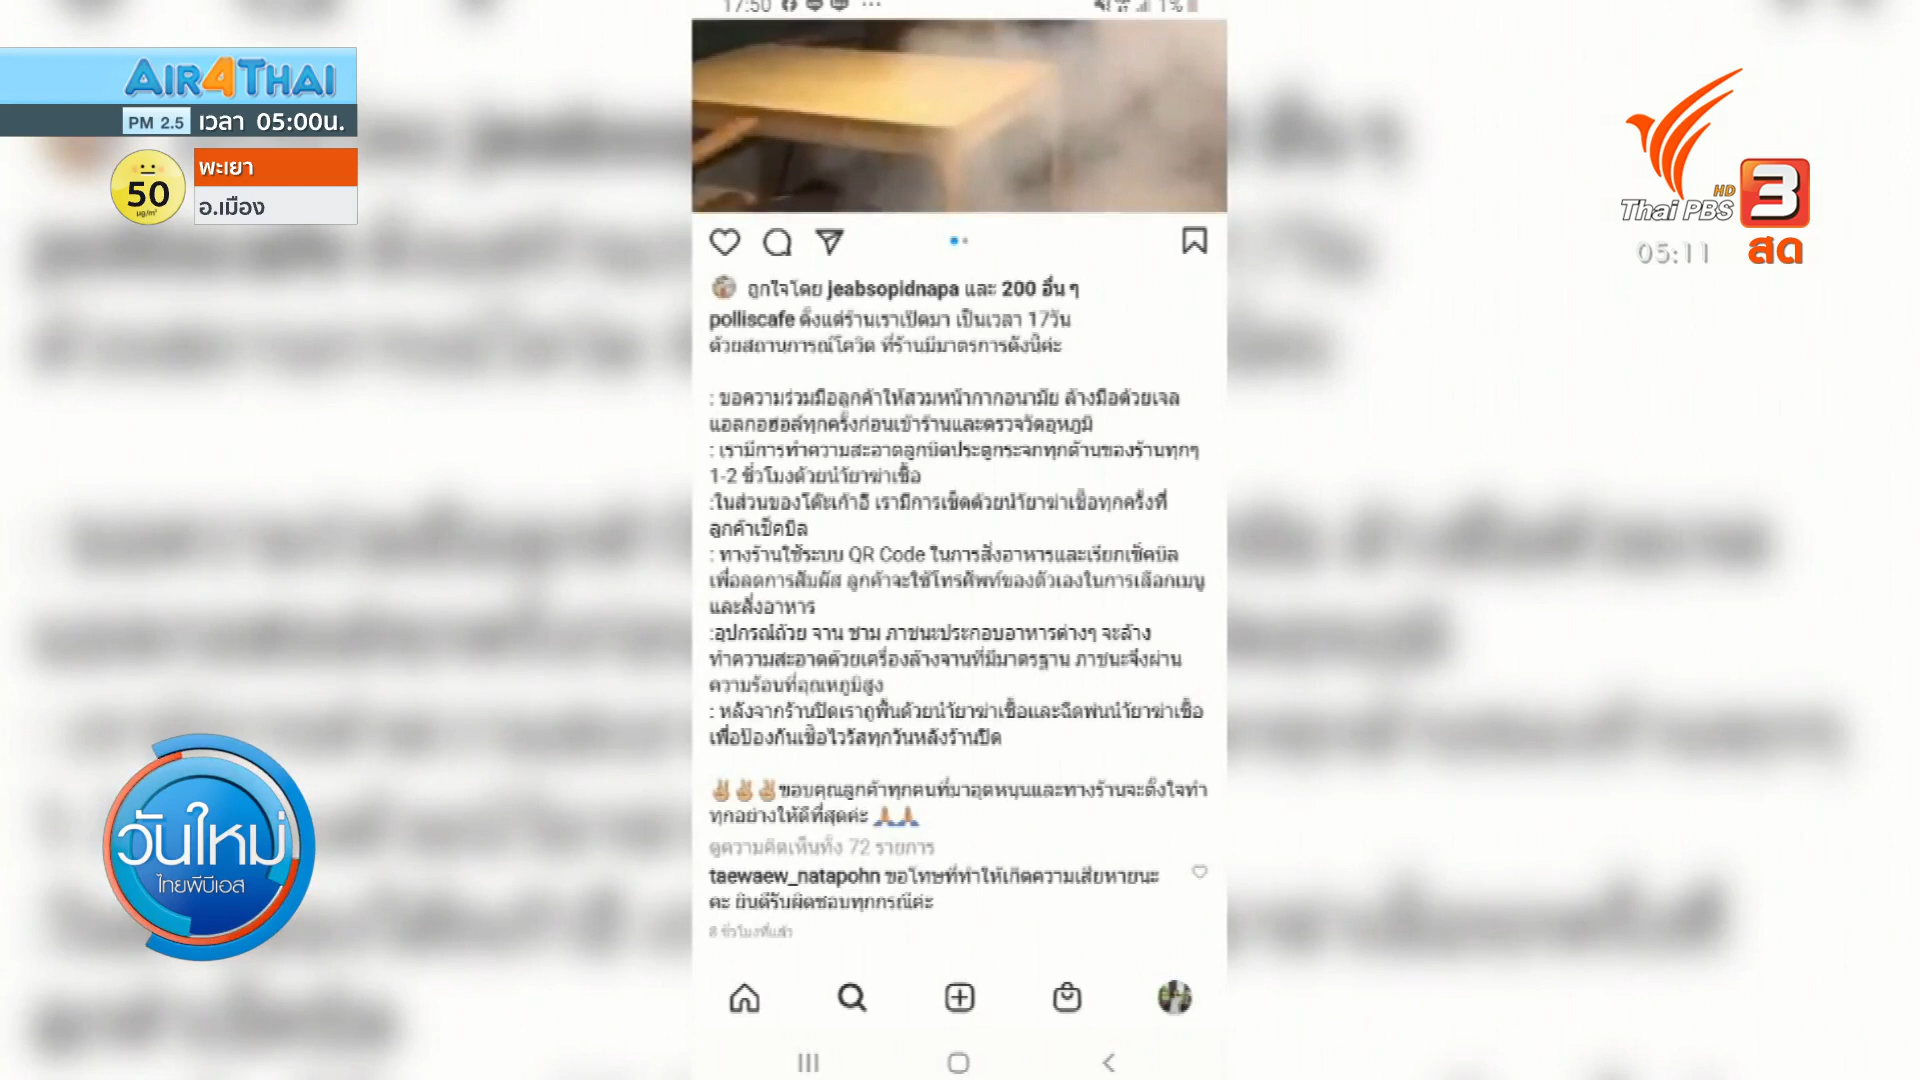 17:50
1%
AIR4THAI
PM 2.5 เวลา 05:00น.
50
µg/m³
พะเยา
อ.เมือง
Thai PBS HD 3
05:11 สด
ถูกใจโดย jeabsopidnapa และ 200 อื่น ๆ
polliscafe ตั้งแต่ร้านเราเปิดมา เป็นเวลา 17วัน
ด้วยสถานการณ์โควิด ที่ร้านมีมาตรการดังนี้ค่ะ
: ขอความร่วมมือลูกค้าให้สวมหน้ากากอนามัย ล้างมือด้วยเจล
แอลกอฮอล์ทุกครั้งก่อนเข้าร้านและตรวจวัดอุหภูมิ
: เรามีการทำความสะอาดลูกบิดประตูกระจกทุกด้านของร้านทุกๆ
1-2 ชั่วโมงด้วยน้ำยาฆ่าเชื้อ
:ในส่วนของโต๊ะเก้าอี้ เรามีการเช็ดด้วยน้ำยาฆ่าเชื้อทุกครั้งที่
ลูกค้าเช็คบิล
: ทางร้านใช้ระบบ QR Code ในการสั่งอาหารและเรียกเช็คบิล
เพื่อลดการสัมผัส ลูกค้าจะใช้โทรศัพท์ของตัวเองในการเลือกเมนู
และสั่งอาหาร
:อุปกรณ์ถ้วย จาน ชาม ภาชนะประกอบอาหารต่างๆ จะล้าง
ทำความสะอาดด้วยเครื่องล้างจานที่มีมาตรฐาน ภาชนะจึงผ่าน
ความร้อนที่อุณเหภูมิสูง
: หลังจากร้านปิดเราถูพื้นด้วยน้ำยาฆ่าเชื้อและฉีดพ่นน้ำยาฆ่าเชื้อ
เพื่อป้องกันเชื้อไวรัสทุกวันหลังร้านปิด
✌🏼✌🏼✌🏼ขอบคุณลูกค้าทุกคนที่มาอุดหนุนและทางร้านจะตั้งใจทำ
ทุกอย่างให้ดีที่สุดค่ะ 🙏🏼🙏🏼
ดูความคิดเห็นทั้ง 72 รายการ
taewaew_natapohn ขอโทษที่ทำให้เกิดความเสียหายนะ
คะ ยินดีรับผิดชอบทุกกรณีค่ะ
8 ชั่วโมงที่แล้ว
วันใหม่
ไทยพีบีเอส